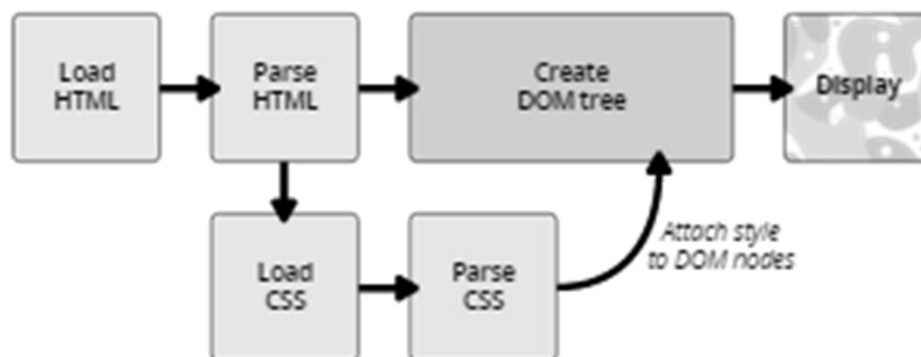 Load
HTML
Parse
HTML
Create
DOM tree
Display
Load
CSS
Parse
CSS
Attach style
to DOM nodes